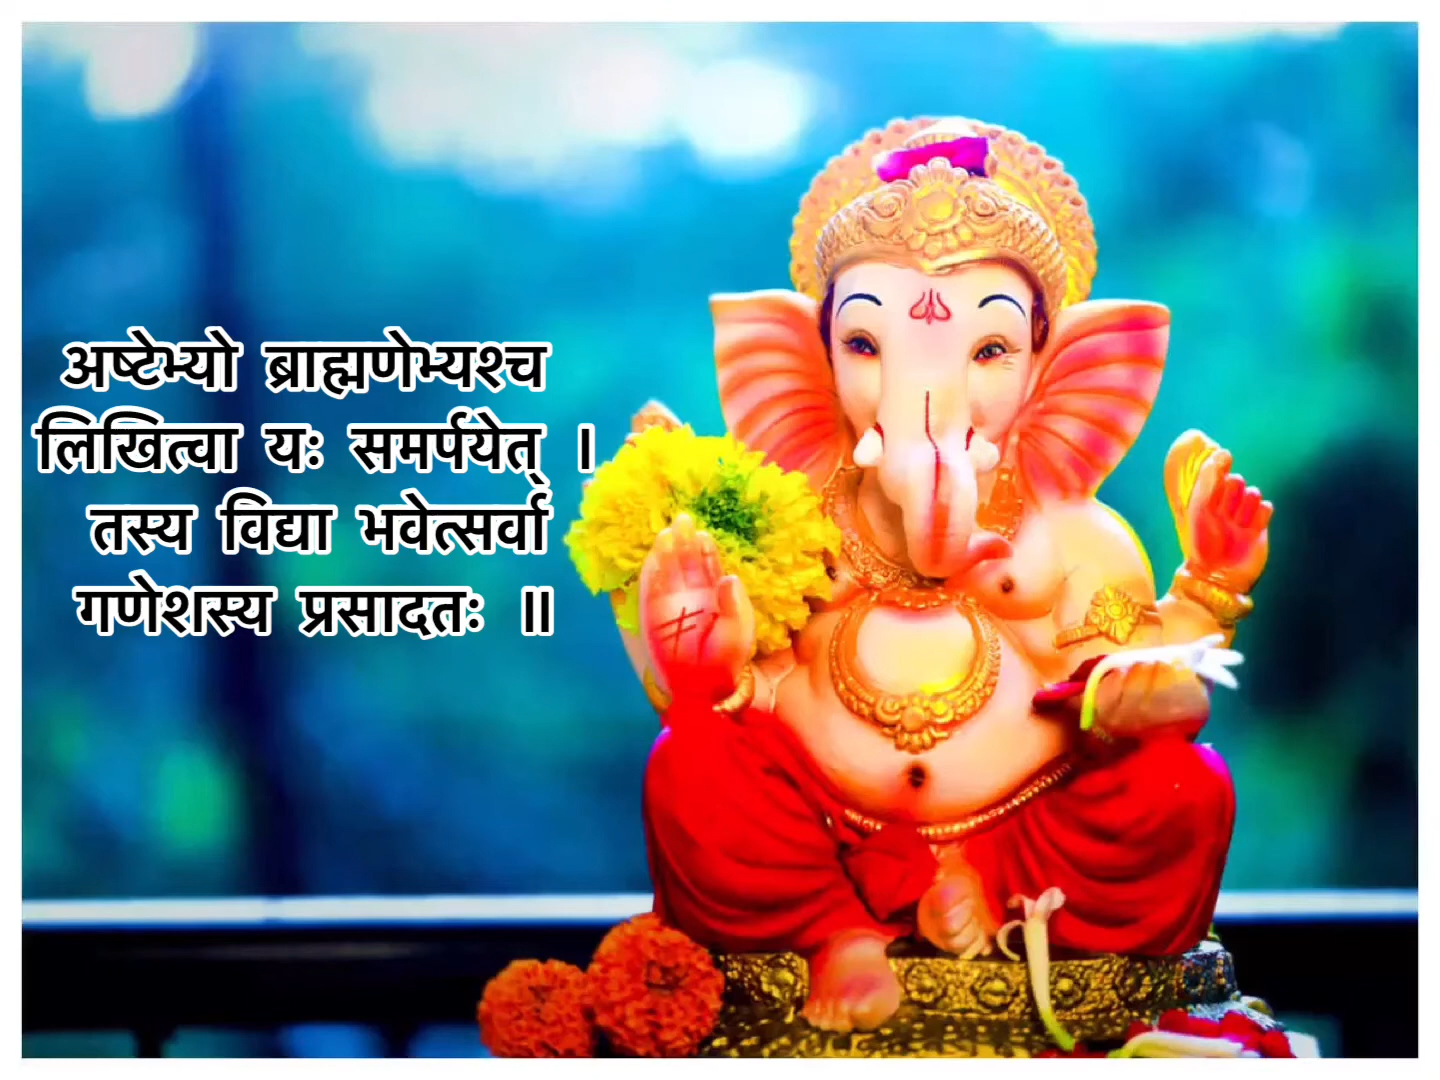 अष्टेभ्यो ब्राह्मणेभ्यश्च
लिखित्वा यः समर्पयेत् ।
तस्य विद्या भवेत्सर्वा
गणेशस्य प्रसादतः ॥